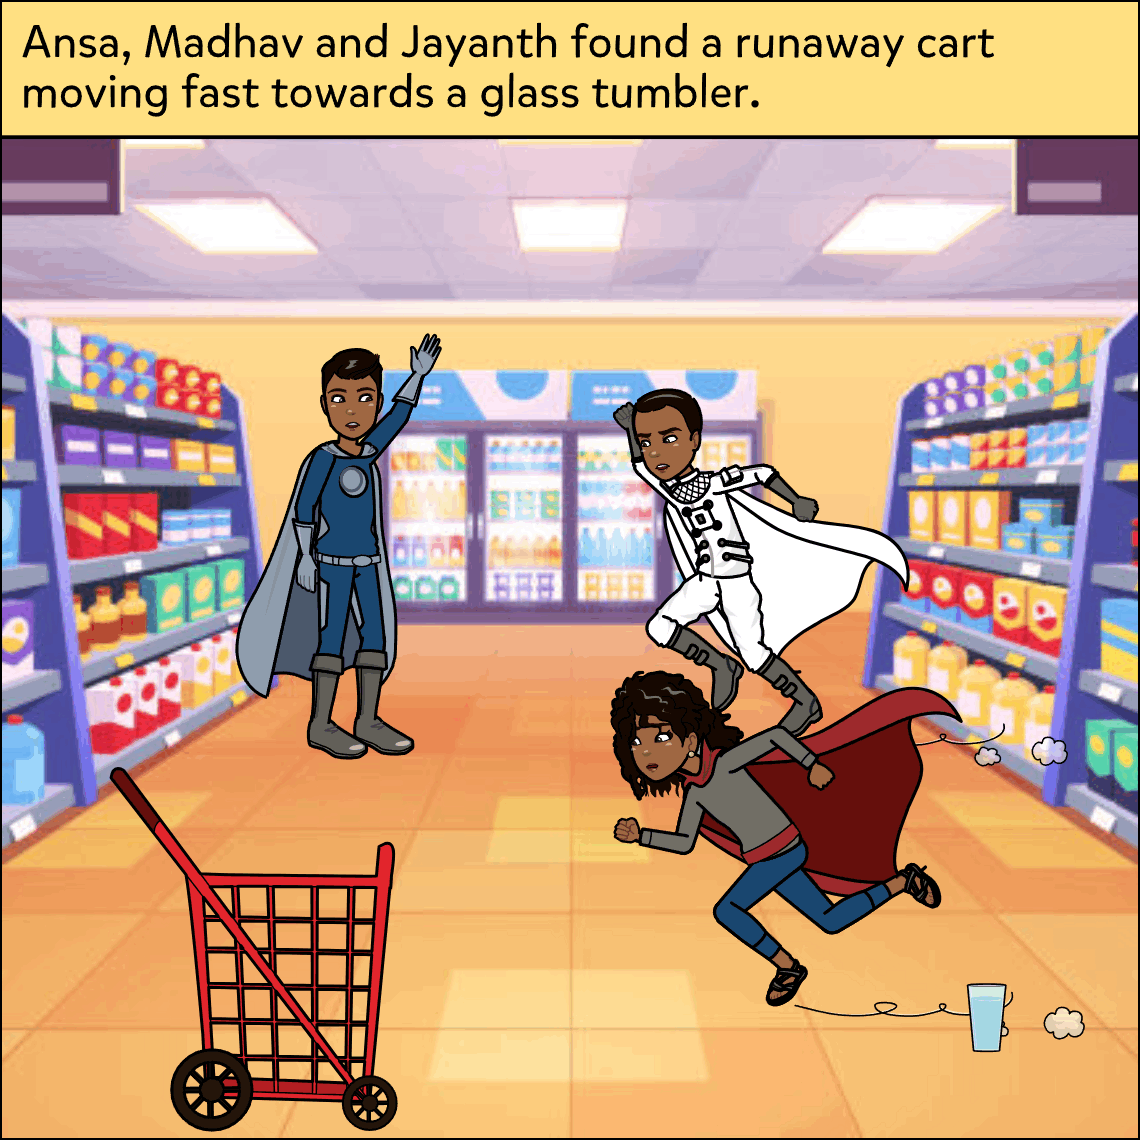 Ansa, Madhav and Jayanth found a runaway cart
moving fast towards a glass tumbler.